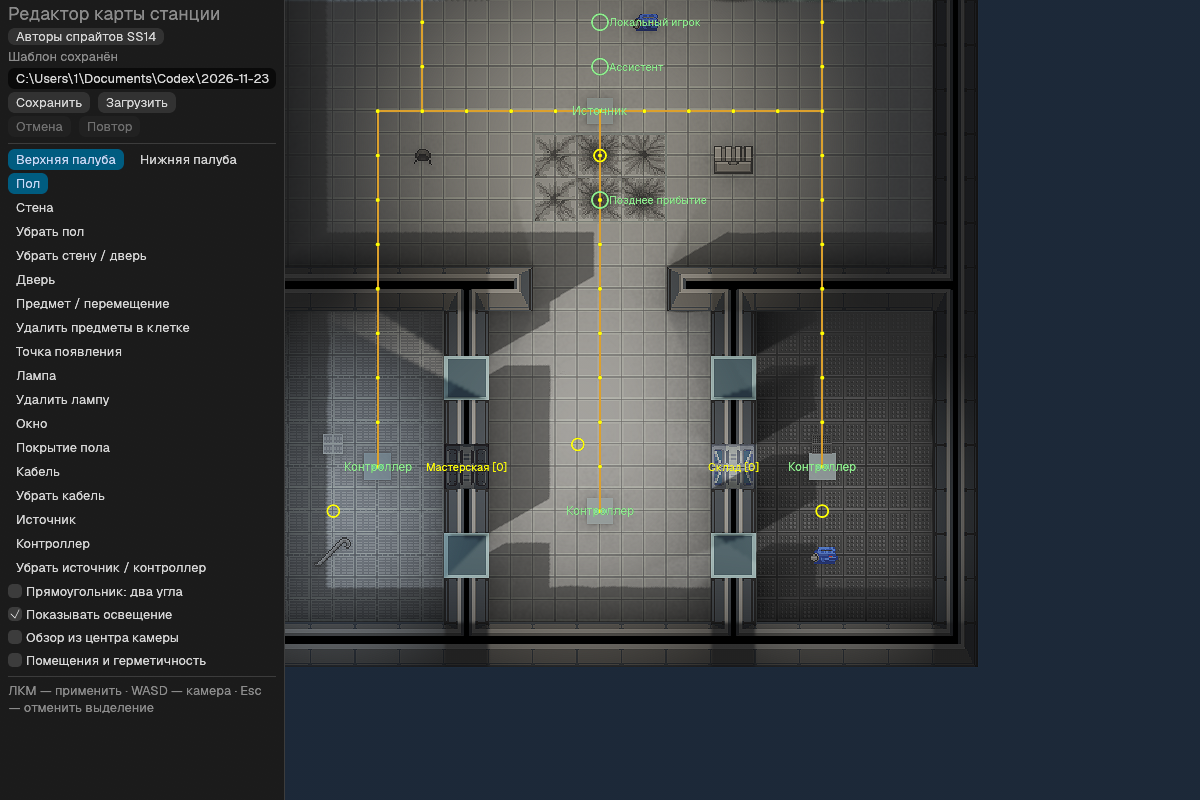 Редактор карты станции
Авторы спрайтов SS14
Шаблон сохранён
C:\Users\1\Documents\Codex\2026-11-23
Сохранить Загрузить
Отмена Повтор
Верхняя палуба Нижняя палуба
Пол
Стена
Убрать пол
Убрать стену / дверь
Дверь
Предмет / перемещение
Удалить предметы в клетке
Точка появления
Лампа
Удалить лампу
Окно
Покрытие пола
Кабель
Убрать кабель
Источник
Контроллер
Убрать источник / контроллер
Прямоугольник: два угла
Показывать освещение
Обзор из центра камеры
Помещения и герметичность
ЛКМ — применить · WASD — камера · Esc
— отменить выделение
Локальный игрок
Ассистент
Источник
Позднее прибытие
Контроллер
Мастерская [0]
Склад [0]
Контроллер
Контроллер